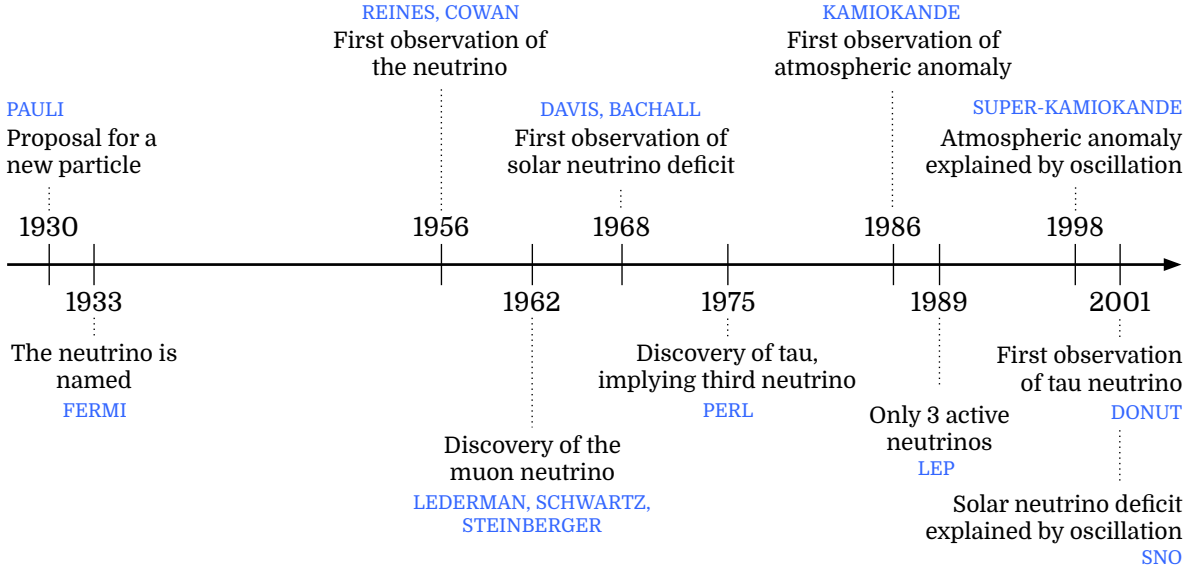 REINES, COWAN
First observation of
the neutrino
KAMIOKANDE
First observation of
atmospheric anomaly
PAULI
Proposal for a
new particle
DAVIS, BACHALL
First observation of
solar neutrino deficit
SUPER-KAMIOKANDE
Atmospheric anomaly
explained by oscillation
1930
1956
1968
1986
1998
1933
1962
1975
1989
2001
The neutrino is
named
FERMI
Discovery of tau,
implying third neutrino
PERL
First observation
of tau neutrino
DONUT
Only 3 active
neutrinos
LEP
Discovery of the
muon neutrino
LEDERMAN, SCHWARTZ,
STEINBERGER
Solar neutrino deficit
explained by oscillation
SNO